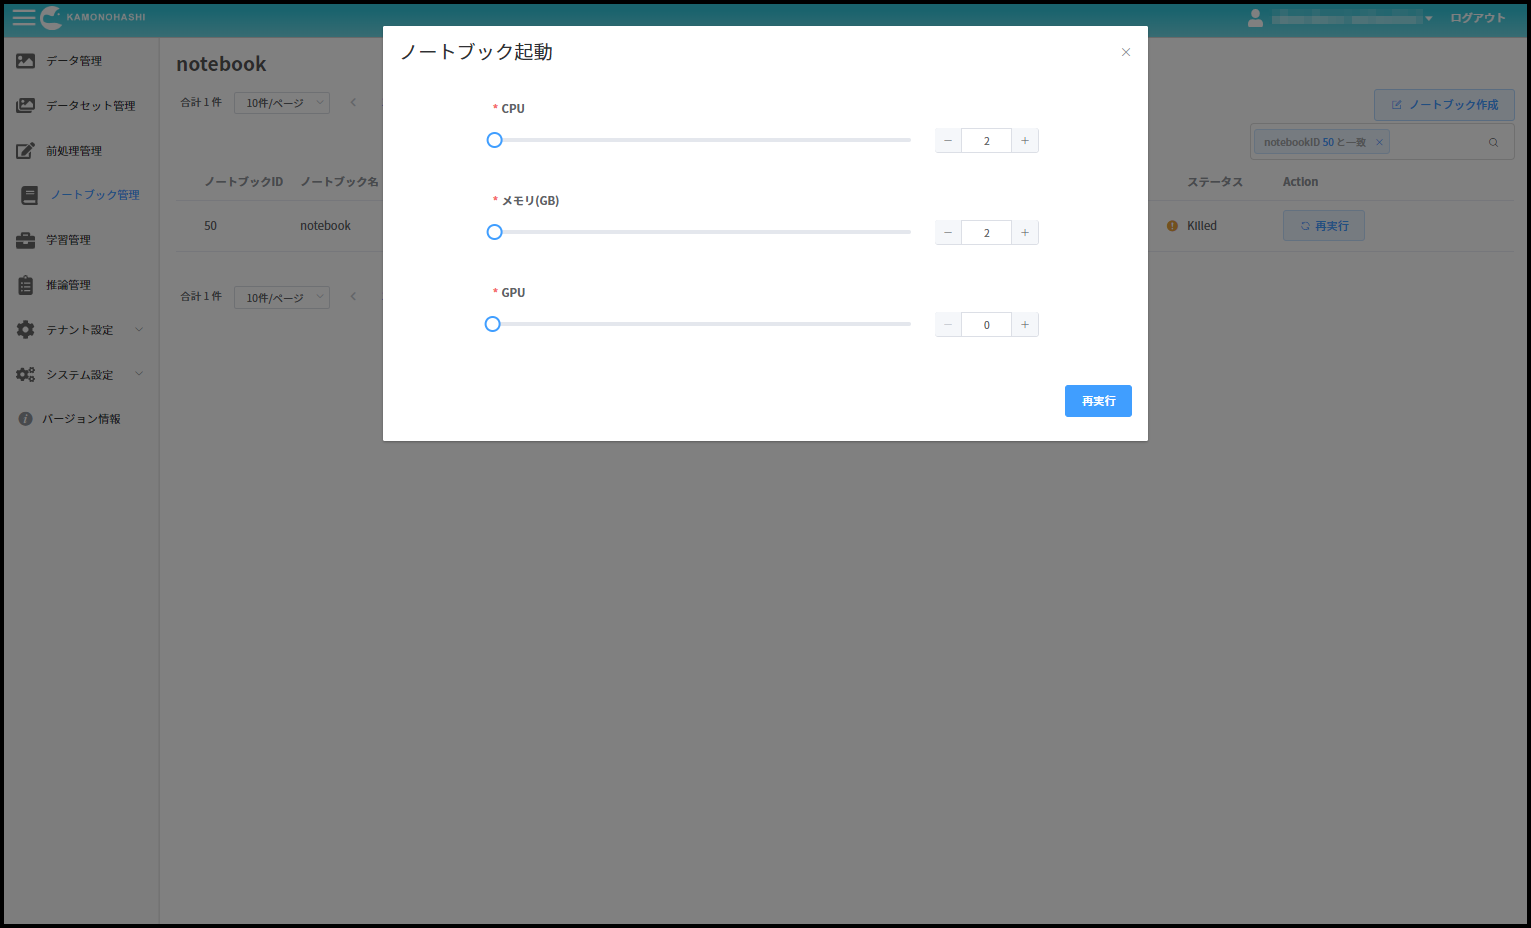 KAMONOHASHI
ログアウト
データ管理
データセット管理
前処理管理
ノートブック管理
学習管理
推論管理
テナント設定
システム設定
バージョン情報
notebook
合計 1 件
10件/ページ
ノートブック作成
notebookID 50 と一致
ノートブックID
ノートブック名
ステータス
Action
50
notebook
Killed
再実行
合計 1 件
10件/ページ
ノートブック起動
* CPU
2
* メモリ(GB)
2
* GPU
0
再実行